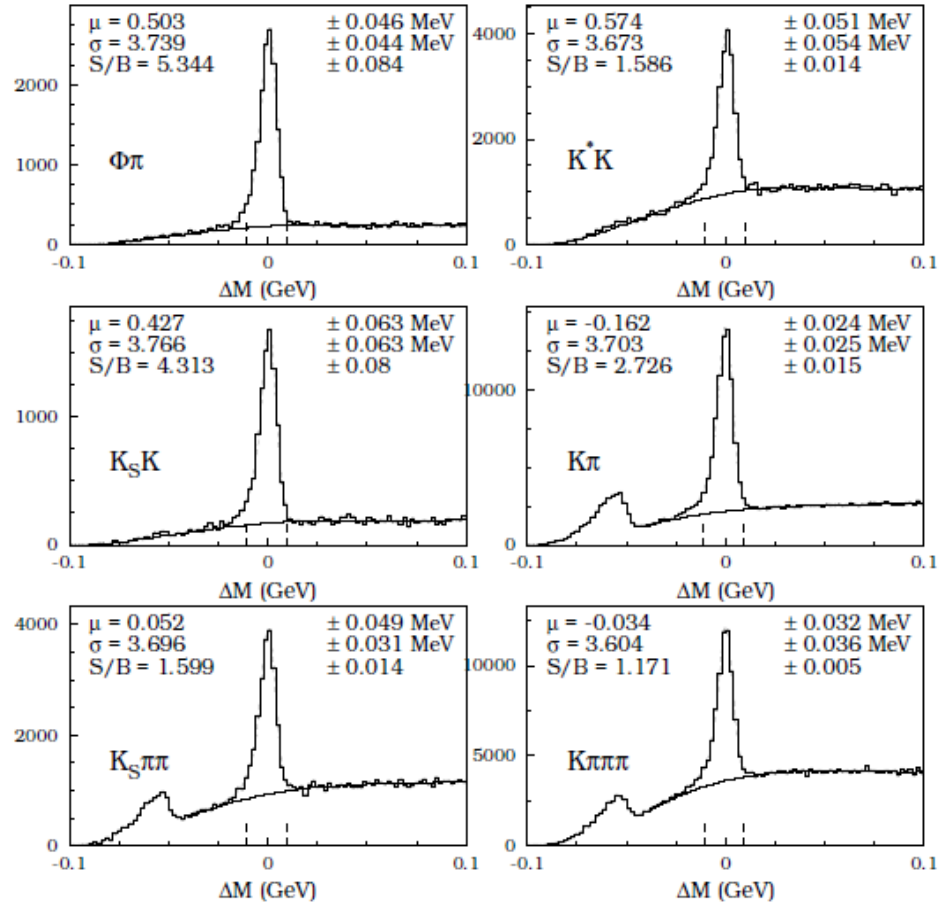 μ = 0.503 ± 0.046 MeV
σ = 3.739 ± 0.044 MeV
S/B = 5.344 ± 0.084
Φπ
2000
1000
0
-0.1 0 0.1
ΔM (GeV)
μ = 0.574 ± 0.051 MeV
σ = 3.673 ± 0.054 MeV
S/B = 1.586 ± 0.014
K*K
4000
2000
0
-0.1 0 0.1
ΔM (GeV)
μ = 0.427 ± 0.063 MeV
σ = 3.766 ± 0.063 MeV
S/B = 4.313 ± 0.08
K_SK
1000
0
-0.1 0 0.1
ΔM (GeV)
μ = -0.162 ± 0.024 MeV
σ = 3.703 ± 0.025 MeV
S/B = 2.726 ± 0.015
Kπ
10000
5000
0
-0.1 0 0.1
ΔM (GeV)
μ = 0.052 ± 0.049 MeV
σ = 3.696 ± 0.031 MeV
S/B = 1.599 ± 0.014
K_Sππ
4000
2000
0
-0.1 0 0.1
ΔM (GeV)
μ = -0.034 ± 0.032 MeV
σ = 3.604 ± 0.036 MeV
S/B = 1.171 ± 0.005
Kπππ
10000
5000
0
-0.1 0 0.1
ΔM (GeV)